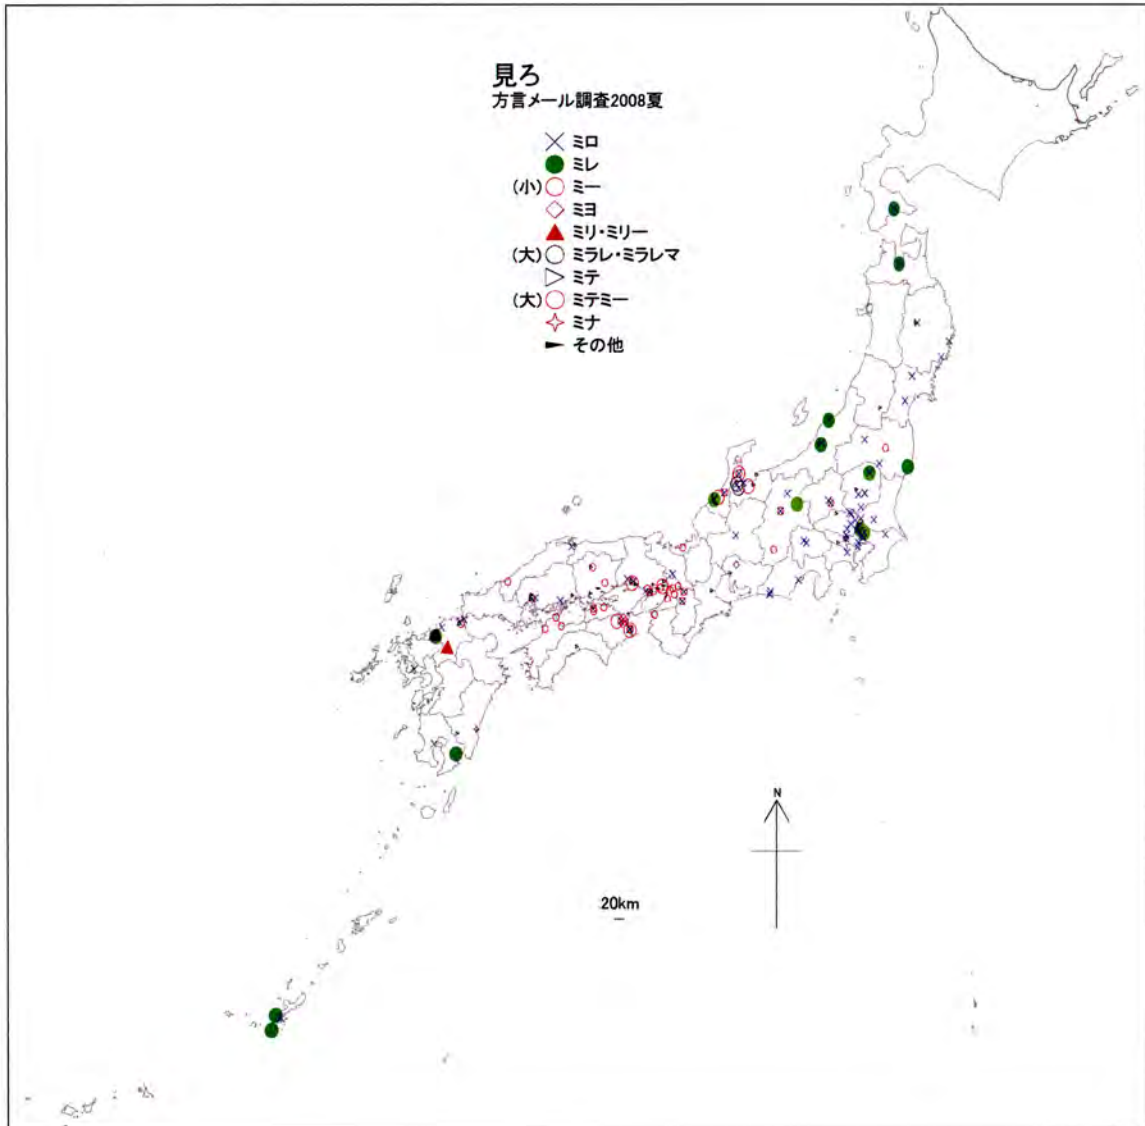 見ろ
方言メール調査2008夏
ミロ
ミレ
(小) ミー
ミヨ
ミリ・ミリー
(大) ミラレ・ミラレマ
ミテ
(大) ミテミー
ミナ
その他
N
20km